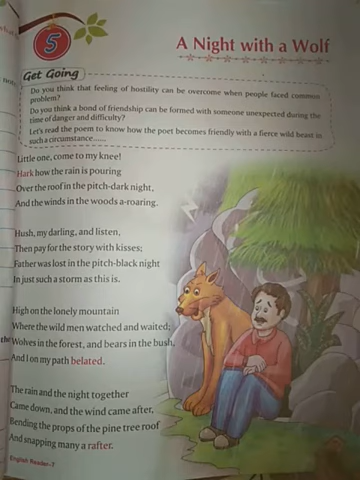 5
A Night with a Wolf
Get Going
Do you think that feeling of hostility can be overcome when people faced common
problem?
Do you think a bond of friendship can be formed with someone unexpected during the
time of danger and difficulty?
Let's read the poem to know how the poet becomes friendly with a fierce wild beast in
such a circumstance......
Little one, come to my knee!
Hark how the rain is pouring
Over the roof in the pitch-dark night,
And the winds in the woods a-roaring.
Hush, my darling, and listen,
Then pay for the story with kisses;
Father was lost in the pitch-black night
In just such a storm as this is.
High on the lonely mountain
Where the wild men watched and waited;
Wolves in the forest, and bears in the bush,
And I on my path belated.
The rain and the night together
Came down, and the wind came after,
Bending the props of the pine tree roof
And snapping many a rafter.
English Reader-7